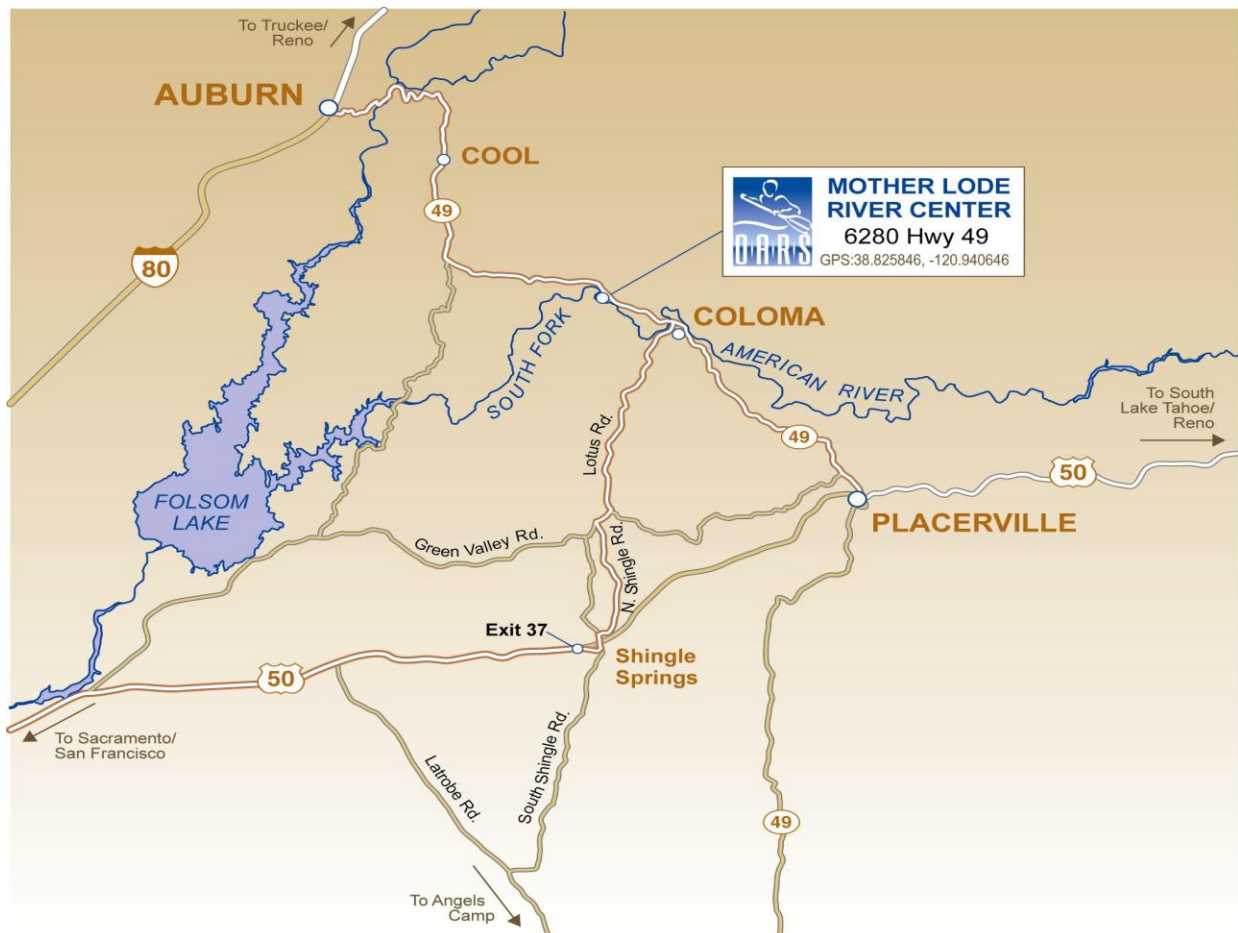 To Truckee/
Reno
AUBURN
COOL
49
80
OARS
MOTHER LODE
RIVER CENTER
6280 Hwy 49
GPS:38.825846, -120.940646
COLOMA
SOUTH FORK
AMERICAN RIVER
To South
Lake Tahoe/
Reno
Lotus Rd.
49
50
FOLSOM
LAKE
PLACERVILLE
Green Valley Rd.
N. Shingle Rd.
Exit 37
Shingle
Springs
50
To Sacramento/
San Francisco
Latrobe Rd.
South Shingle Rd.
49
To Angels
Camp